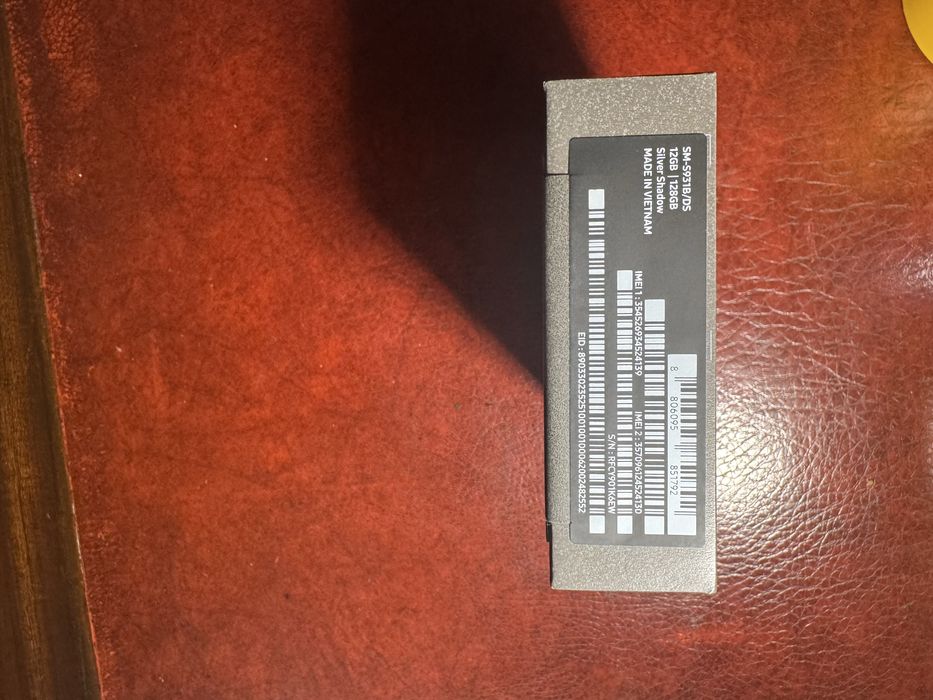 SM-S931B/DS
12GB | 128GB
Silver Shadow
MADE IN VIETNAM
8 806095 851792
IMEI 1 : 354526934524139
IMEI 2 : 357096124524130
S/N : RFCY901K6EW
EID : 89033023525100100100062002482552